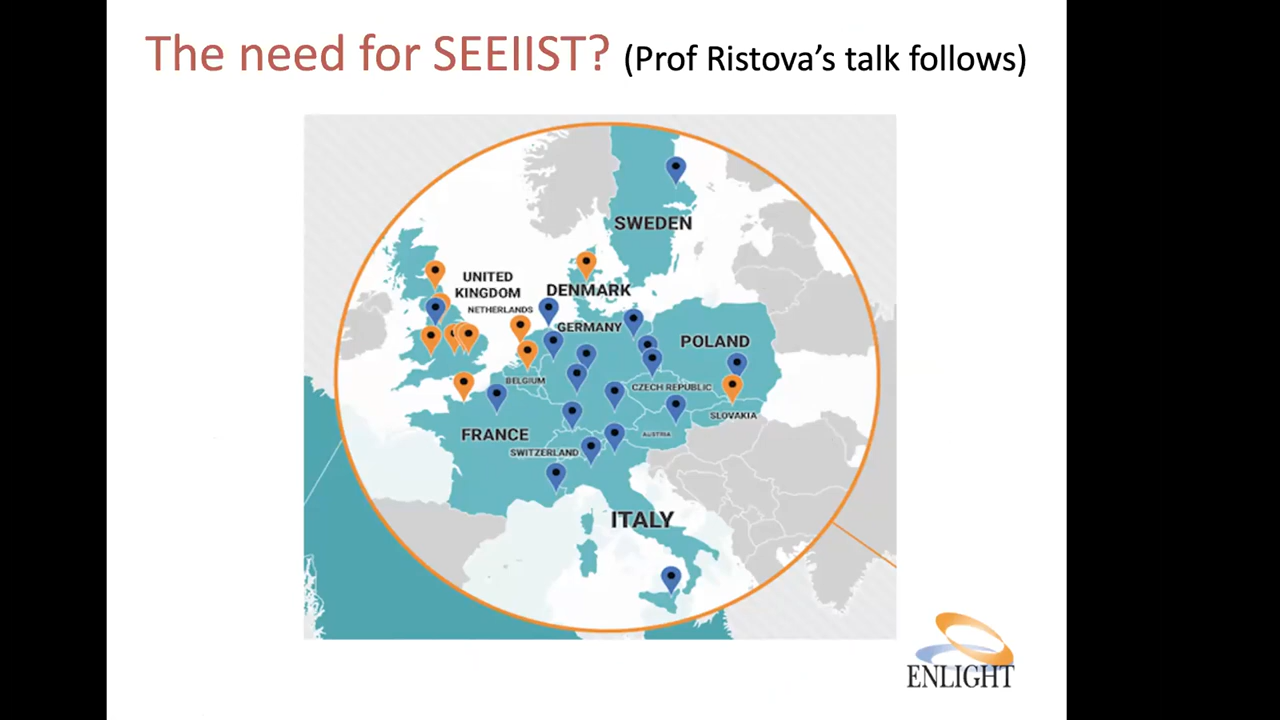 The need for SEEIIST? (Prof Ristova's talk follows)
SWEDEN
UNITED
KINGDOM
DENMARK
NETHERLANDS
GERMANY
POLAND
BELGIUM
CZECH REPUBLIC
SLOVAKIA
FRANCE
AUSTRIA
SWITZERLAND
ITALY
ENLIGHT